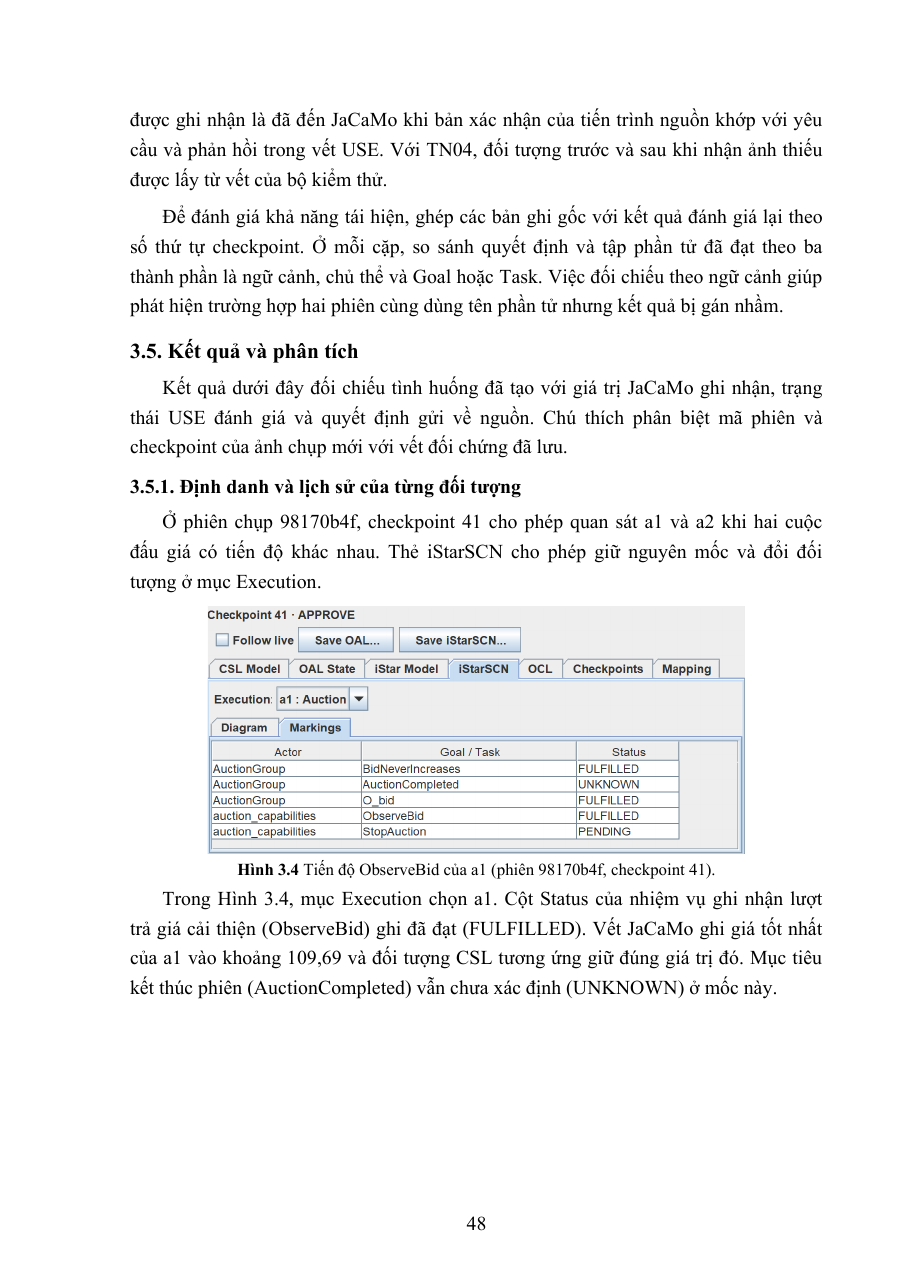 được ghi nhận là đã đến JaCaMo khi bản xác nhận của tiến trình nguồn khớp với yêu
cầu và phản hồi trong vết USE. Với TN04, đối tượng trước và sau khi nhận ảnh thiếu
được lấy từ vết của bộ kiểm thử.
Để đánh giá khả năng tái hiện, ghép các bản ghi gốc với kết quả đánh giá lại theo
số thứ tự checkpoint. Ở mỗi cặp, so sánh quyết định và tập phần tử đã đạt theo ba
thành phần là ngữ cảnh, chủ thể và Goal hoặc Task. Việc đối chiếu theo ngữ cảnh giúp
phát hiện trường hợp hai phiên cùng dùng tên phần tử nhưng kết quả bị gán nhầm.
3.5. Kết quả và phân tích
Kết quả dưới đây đối chiếu tình huống đã tạo với giá trị JaCaMo ghi nhận, trạng
thái USE đánh giá và quyết định gửi về nguồn. Chú thích phân biệt mã phiên và
checkpoint của ảnh chụp mới với vết đối chứng đã lưu.
3.5.1. Định danh và lịch sử của từng đối tượng
Ở phiên chụp 98170b4f, checkpoint 41 cho phép quan sát a1 và a2 khi hai cuộc
đấu giá có tiến độ khác nhau. Thẻ iStarSCN cho phép giữ nguyên mốc và đổi đối
tượng ở mục Execution.
Checkpoint 41 · APPROVE
Follow live Save OAL... Save iStarSCN...
CSL Model OAL State iStar Model iStarSCN OCL Checkpoints Mapping
Execution: a1 : Auction
Diagram Markings
Actor Goal / Task Status
AuctionGroup BidNeverIncreases FULFILLED
AuctionGroup AuctionCompleted UNKNOWN
AuctionGroup O_bid FULFILLED
auction_capabilities ObserveBid FULFILLED
auction_capabilities StopAuction PENDING
Hình 3.4 Tiến độ ObserveBid của a1 (phiên 98170b4f, checkpoint 41).
Trong Hình 3.4, mục Execution chọn a1. Cột Status của nhiệm vụ ghi nhận lượt
trả giá cải thiện (ObserveBid) ghi đã đạt (FULFILLED). Vết JaCaMo ghi giá tốt nhất
của a1 vào khoảng 109,69 và đối tượng CSL tương ứng giữ đúng giá trị đó. Mục tiêu
kết thúc phiên (AuctionCompleted) vẫn chưa xác định (UNKNOWN) ở mốc này.
48